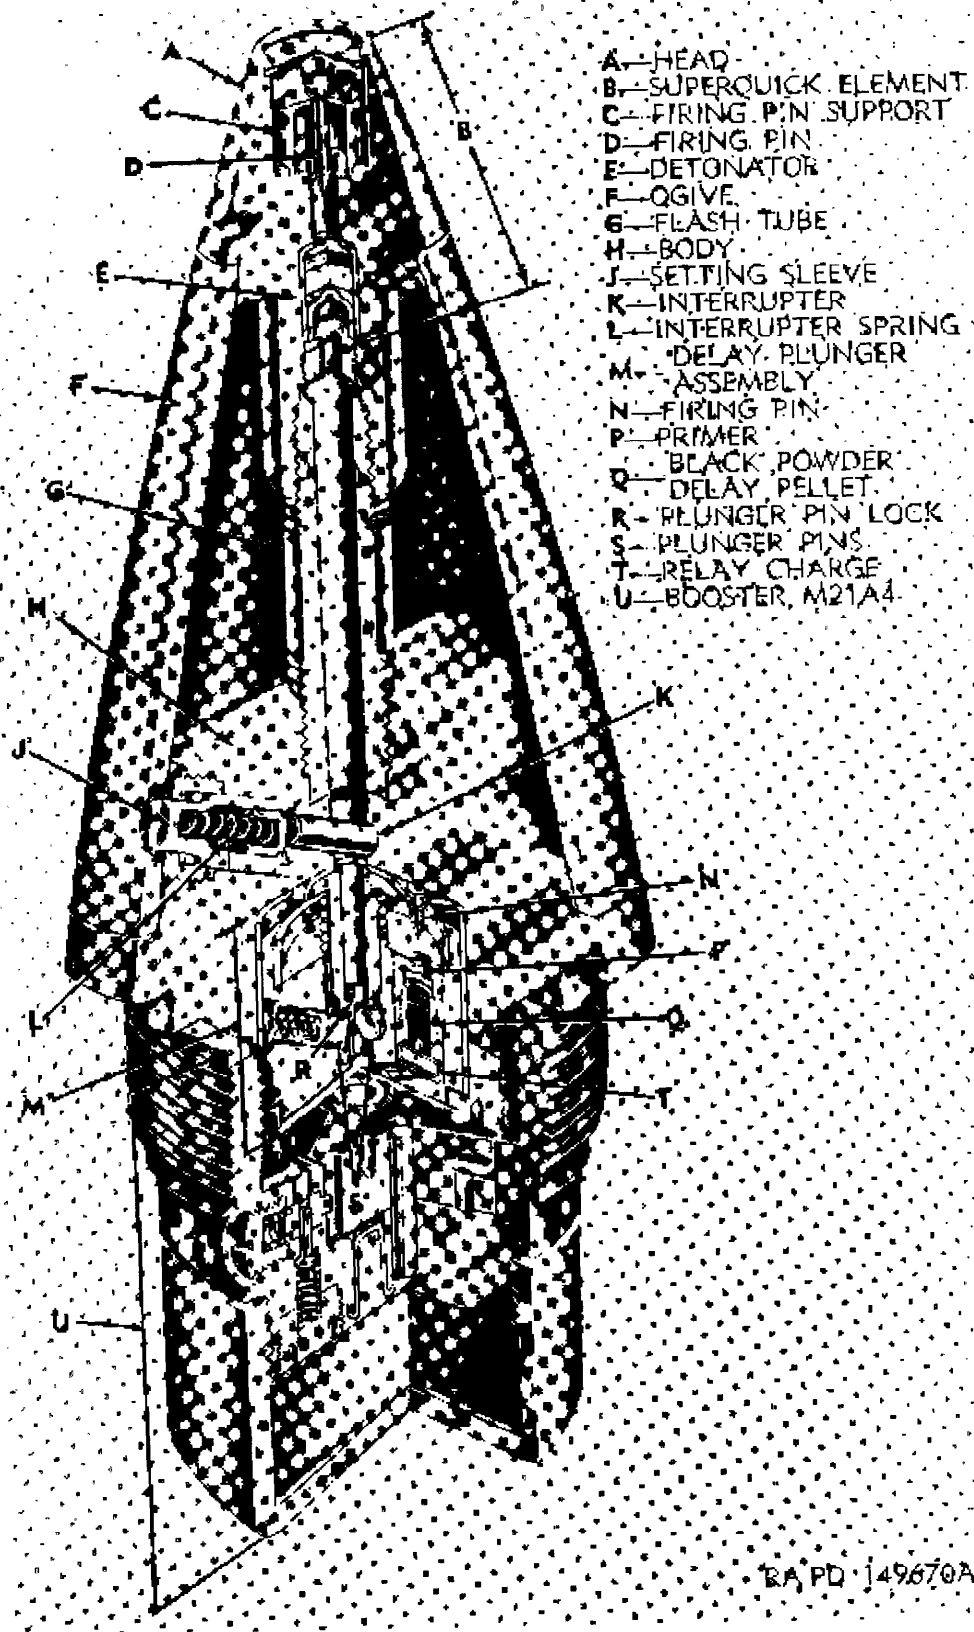 A—HEAD
B—SUPERQUICK ELEMENT
C—FIRING PIN SUPPORT
D—FIRING PIN
E—DETONATOR
F—OGIVE
G—FLASH TUBE
H—BODY
J—SETTING SLEEVE
K—INTERRUPTER
L—INTERRUPTER SPRING
M—DELAY PLUNGER
ASSEMBLY
N—FIRING PIN
P—PRIMER
Q—BLACK POWDER
DELAY PELLET
R—PLUNGER PIN LOCK
S—PLUNGER PINS
T—RELAY CHARGE
U—BOOSTER, M21A4
A
C
D
B
E
F
G
H
K
J
N
P
L
Q
R
M
T
S
U
RA PD 149670A